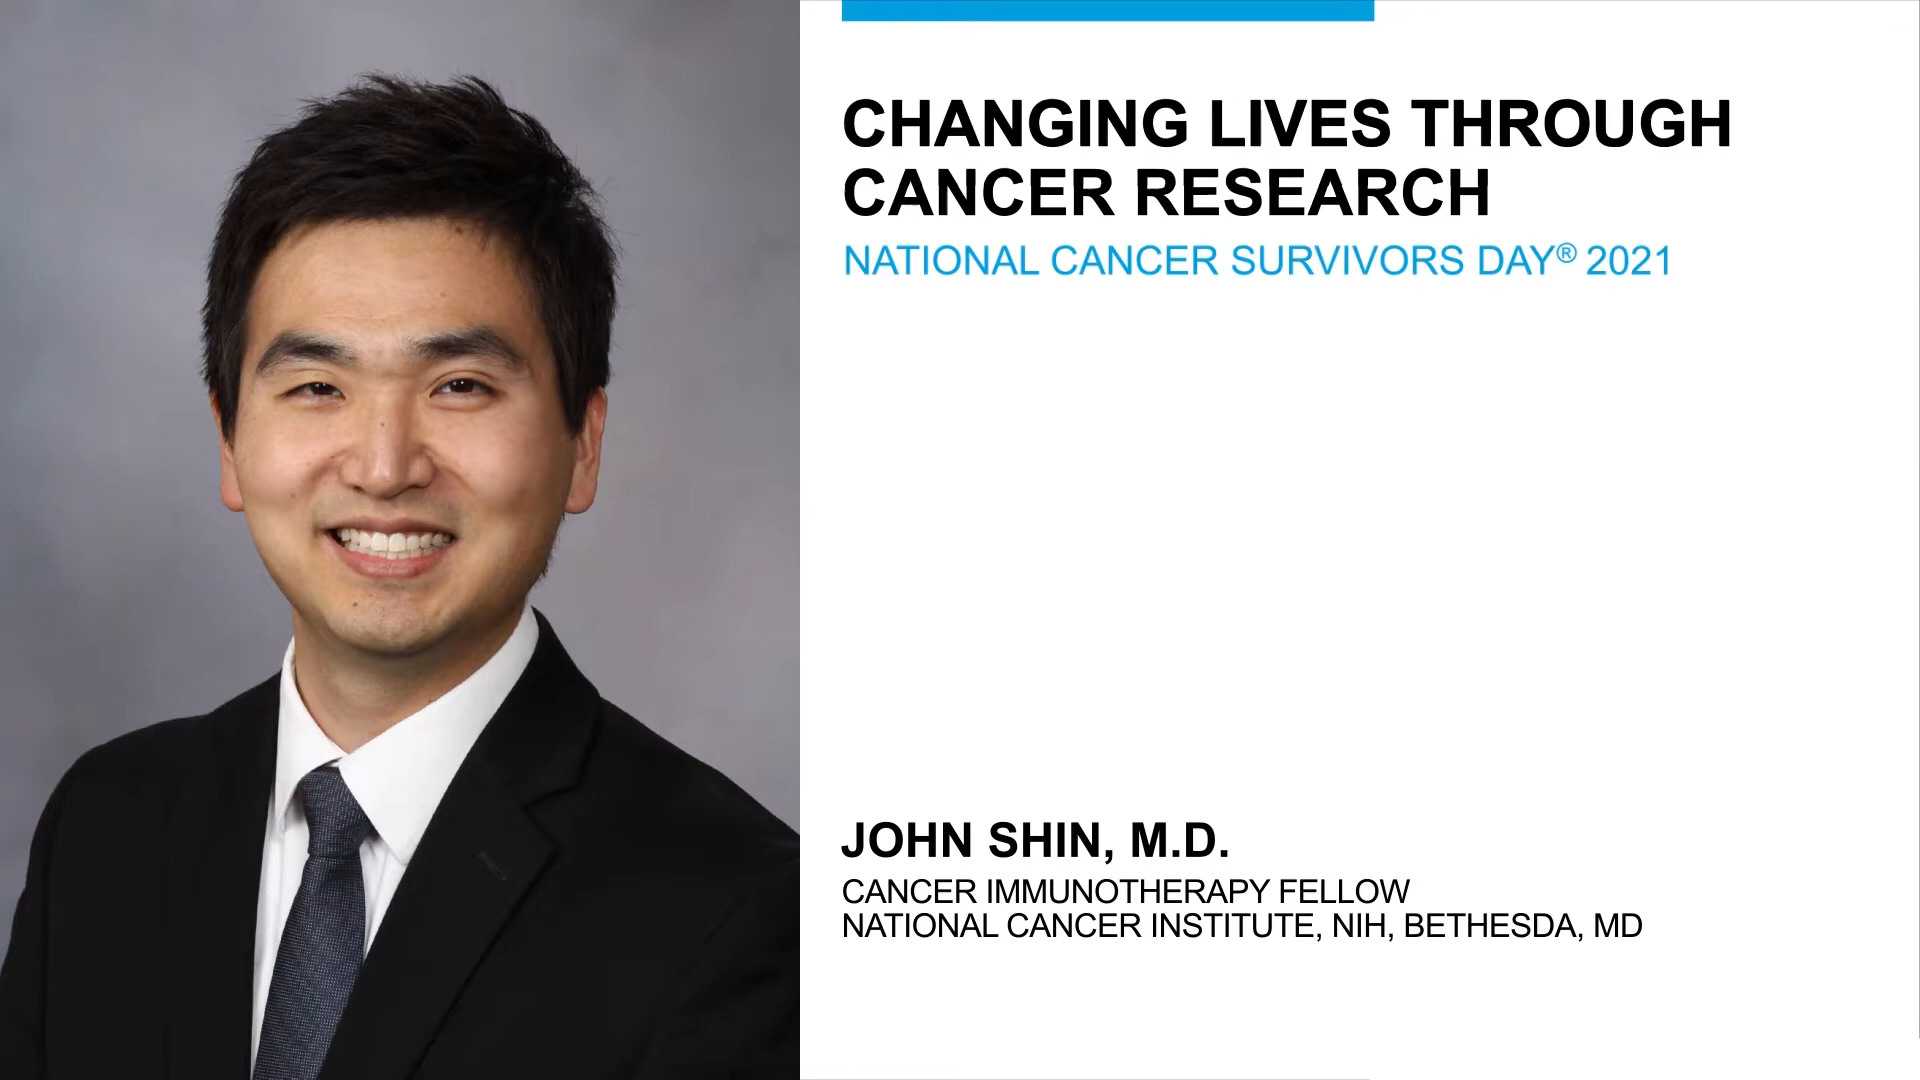 CHANGING LIVES THROUGH
CANCER RESEARCH
NATIONAL CANCER SURVIVORS DAY® 2021
JOHN SHIN, M.D.
CANCER IMMUNOTHERAPY FELLOW
NATIONAL CANCER INSTITUTE, NIH, BETHESDA, MD